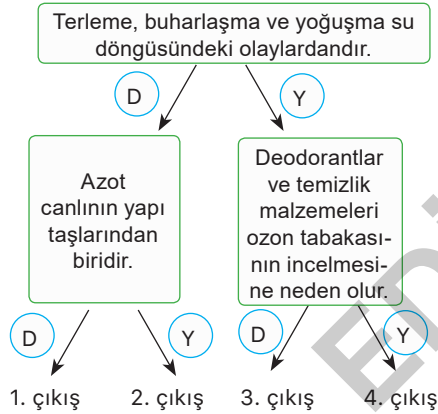 Terleme, buharlaşma ve yoğuşma su
döngüsündeki olaylardandır.
D
Y
Azot
canlının yapı
taşlarından
biridir.
Deodorantlar
ve temizlik
malzemeleri
ozon tabakası-
nın incelmesi-
ne neden olur.
D
Y
D
Y
1. çıkış
2. çıkış
3. çıkış
4. çıkış